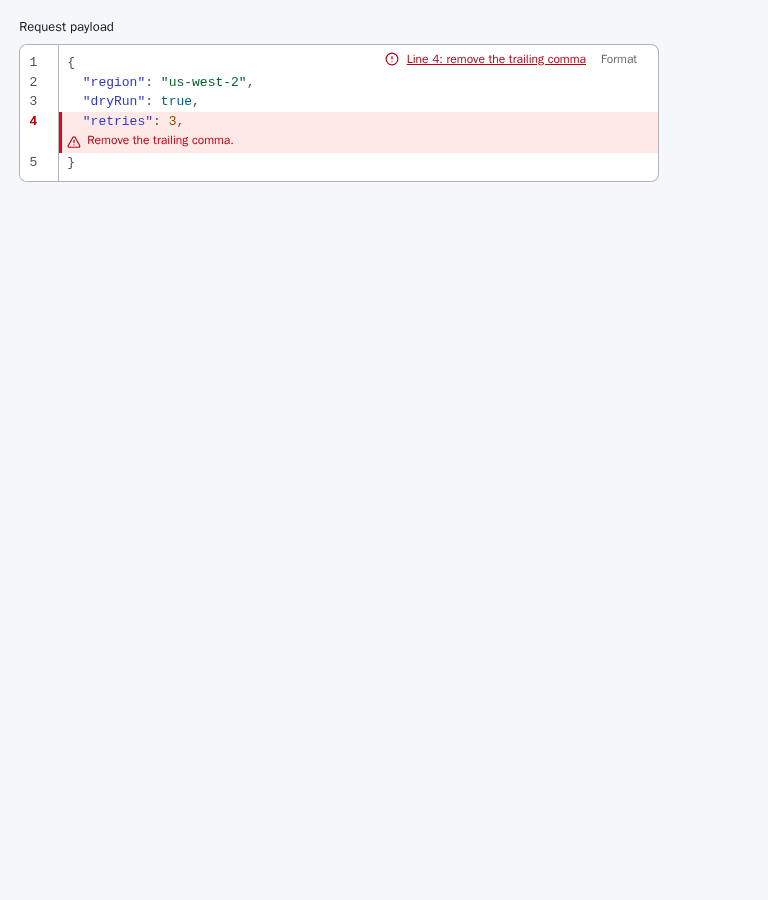 Request payload
Line 4: remove the trailing comma Format
1 {
2 "region": "us-west-2",
3 "dryRun": true,
4 "retries": 3,
Remove the trailing comma.
5 }